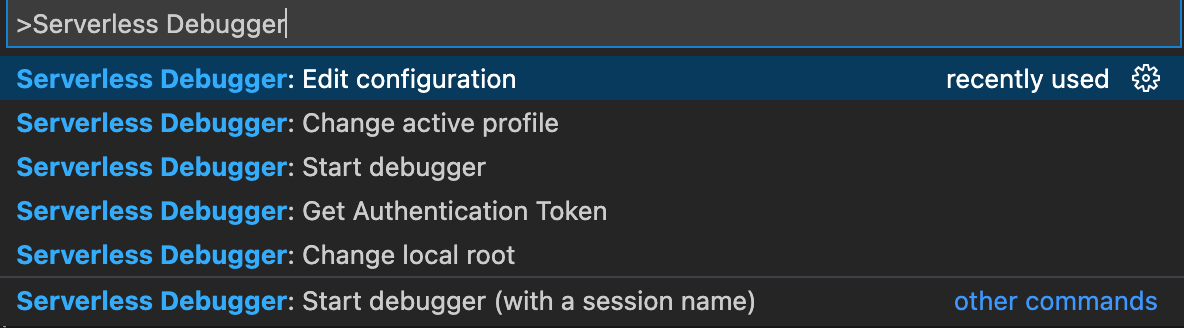 >Serverless Debugger
Serverless Debugger: Edit configuration recently used
Serverless Debugger: Change active profile
Serverless Debugger: Start debugger
Serverless Debugger: Get Authentication Token
Serverless Debugger: Change local root
Serverless Debugger: Start debugger (with a session name) other commands